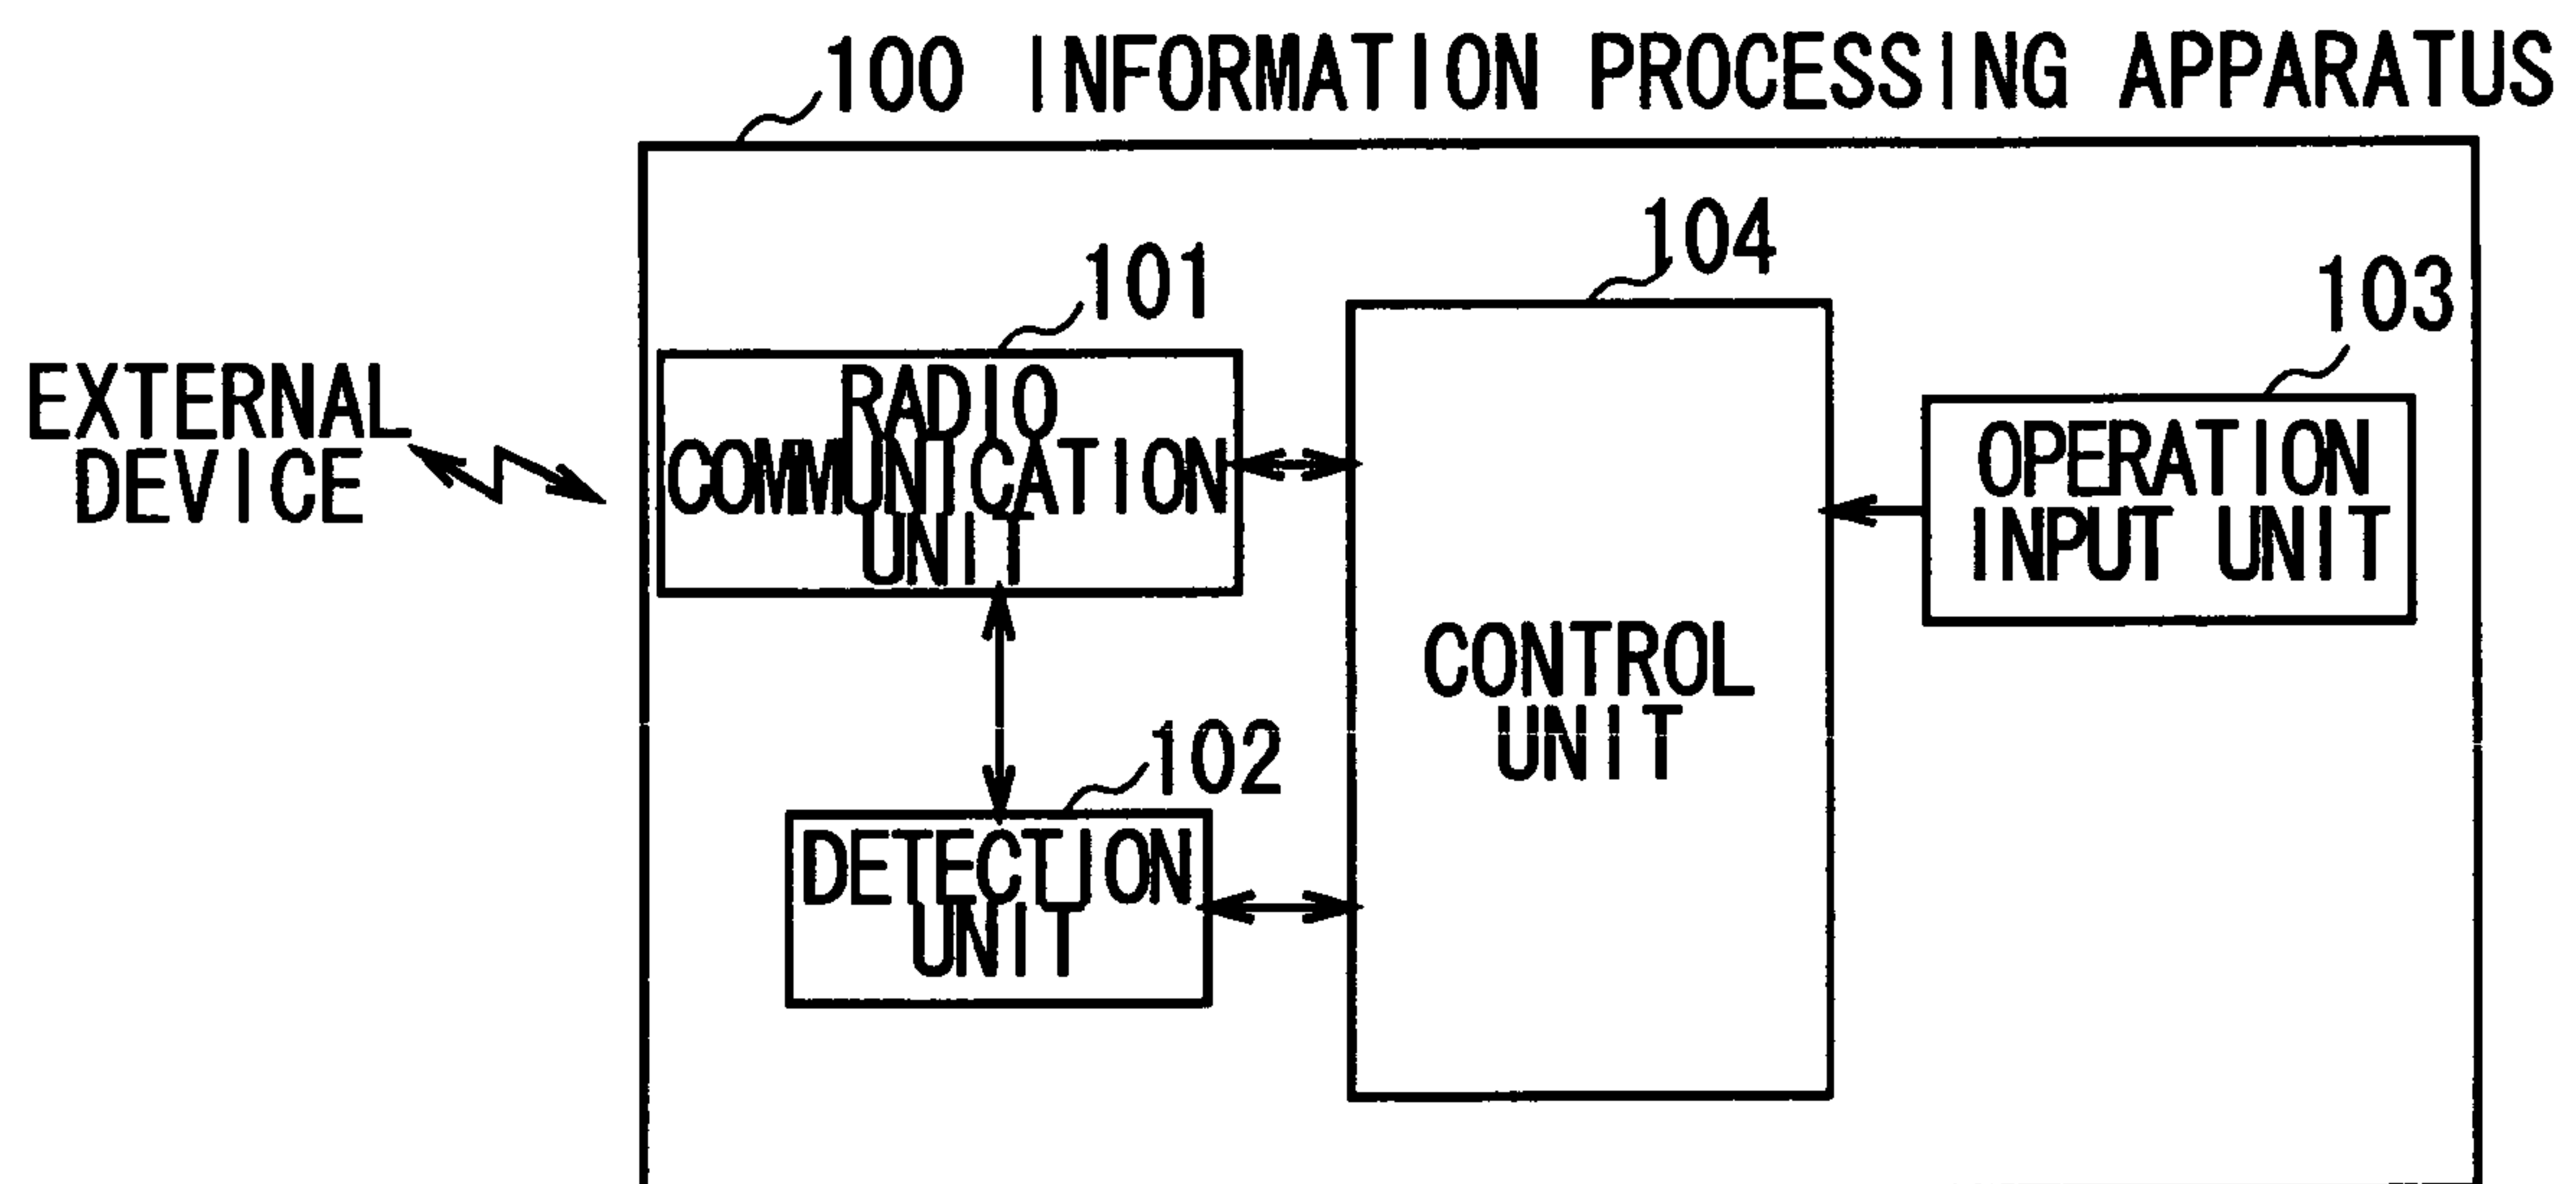 100 INFORMATION PROCESSING APPARATUS
104
101
103
EXTERNAL
DEVICE
RADIO
COMMUNICATION
UNIT
OPERATION
INPUT UNIT
CONTROL
UNIT
102
DETECTION
UNIT